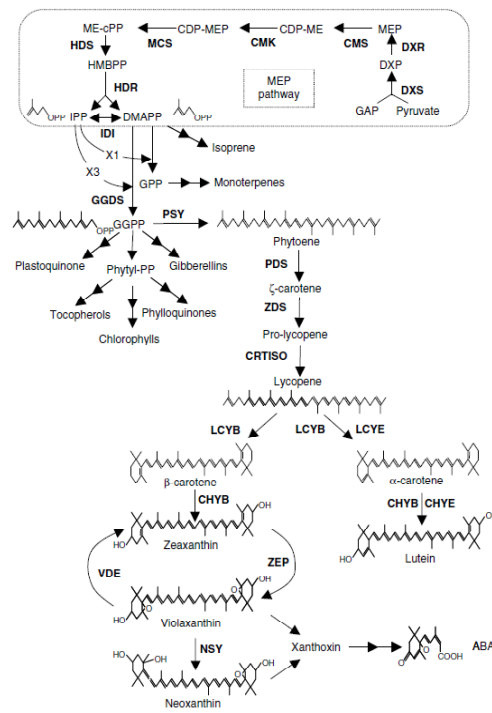 ME-cPP CDP-MEP CDP-ME MEP
HDS MCS CMK CMS DXR
HMBPP DXP
HDR MEP pathway DXS
OPP IPP DMAPP OPP GAP Pyruvate
IDI
Isoprene
X1
X3 GPP Monoterpenes
GGDS
PSY
OPP GGPP
Phytoene
Plastoquinone Phytyl-PP Gibberellins PDS
ζ-carotene
ZDS
Tocopherols Phylloquinones
Pro-lycopene
Chlorophylls
CRTISO
Lycopene
LCYB LCYB LCYE
β-carotene α-carotene
CHYB CHYB CHYE
OH
HO Zeaxanthin HO Lutein
VDE ZEP
OH
O
HO O
Violaxanthin
NSY Xanthoxin O COOH ABA
O
HO OH OH
HO Neoxanthin